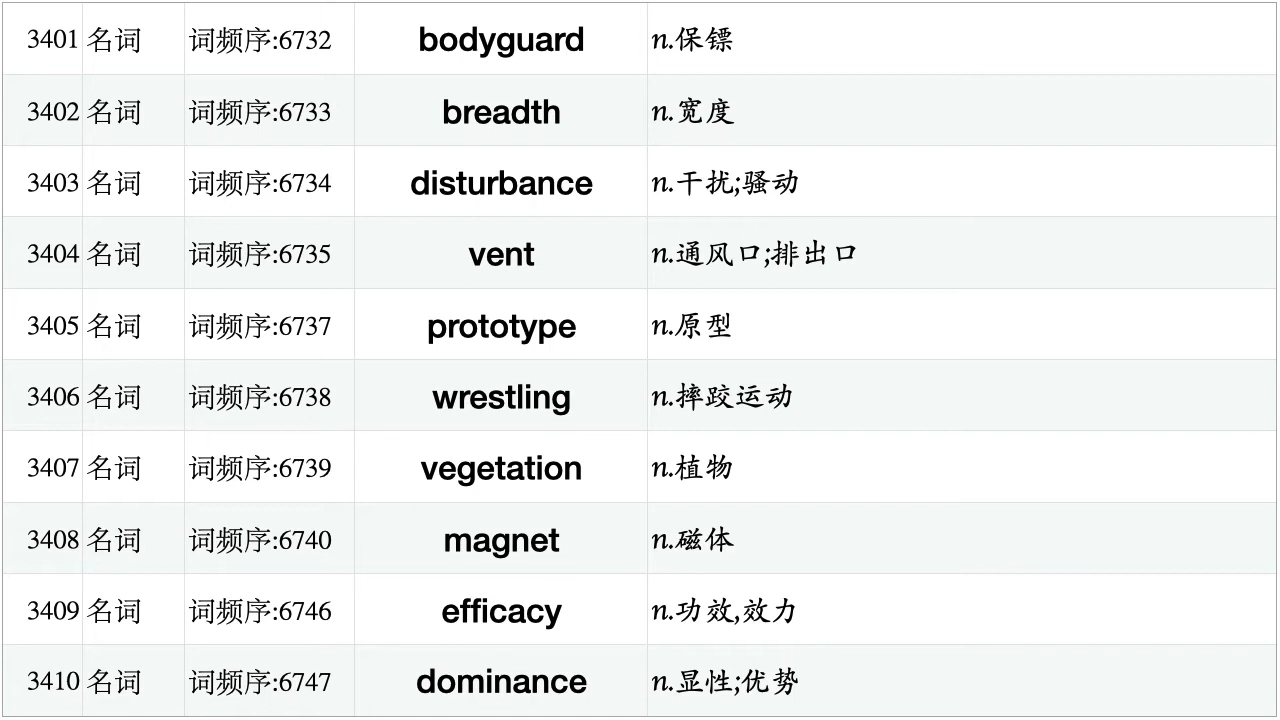 3401 名词 词频序:6732 bodyguard n.保镖
3402 名词 词频序:6733 breadth n.宽度
3403 名词 词频序:6734 disturbance n.干扰;骚动
3404 名词 词频序:6735 vent n.通风口;排出口
3405 名词 词频序:6737 prototype n.原型
3406 名词 词频序:6738 wrestling n.摔跤运动
3407 名词 词频序:6739 vegetation n.植物
3408 名词 词频序:6740 magnet n.磁体
3409 名词 词频序:6746 efficacy n.功效,效力
3410 名词 词频序:6747 dominance n.显性;优势